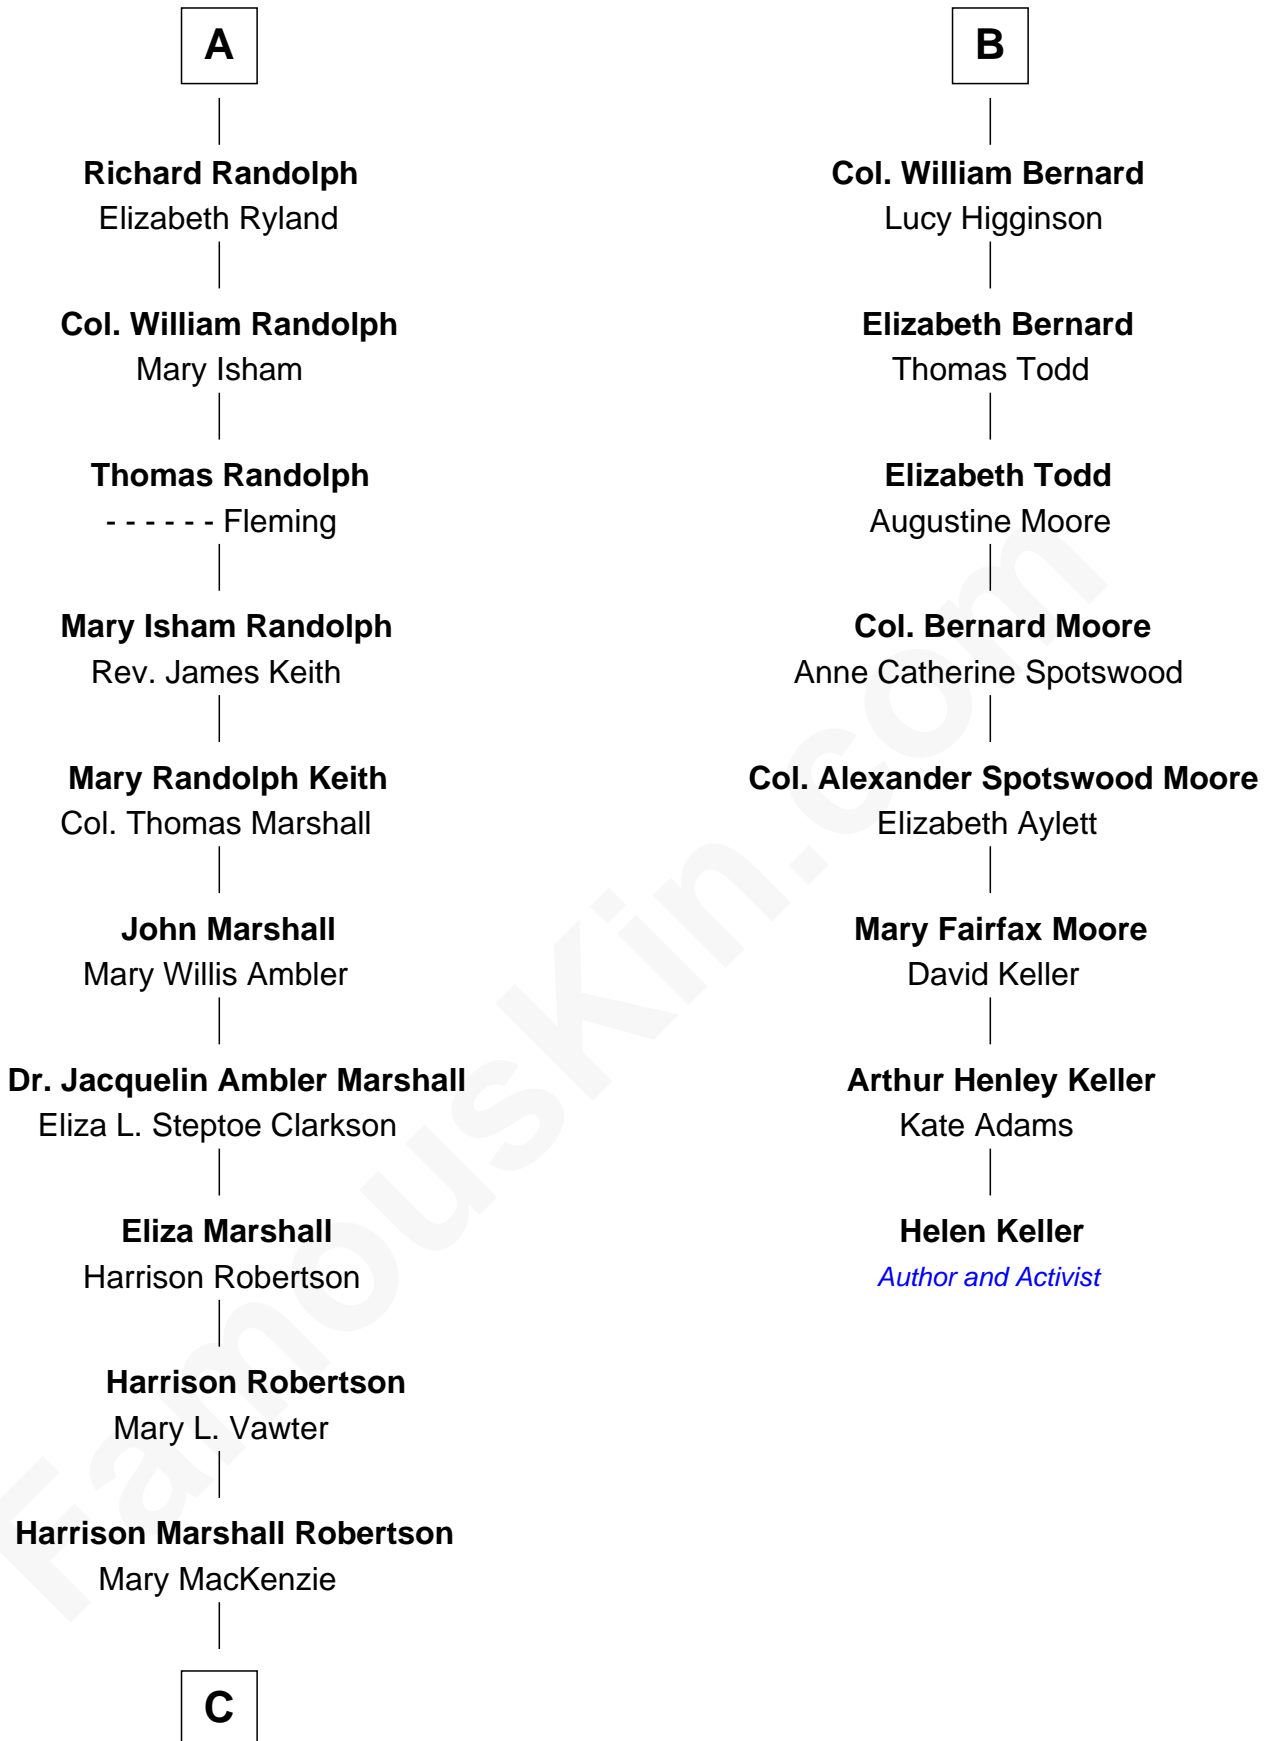 A
Richard Randolph
Elizabeth Ryland
Col. William Randolph
Mary Isham
Thomas Randolph
- - - - - - Fleming
Mary Isham Randolph
Rev. James Keith
Mary Randolph Keith
Col. Thomas Marshall
John Marshall
Mary Willis Ambler
Dr. Jacquelin Ambler Marshall
Eliza L. Steptoe Clarkson
Eliza Marshall
Harrison Robertson
Harrison Robertson
Mary L. Vawter
Harrison Marshall Robertson
Mary MacKenzie
C
B
Col. William Bernard
Lucy Higginson
Elizabeth Bernard
Thomas Todd
Elizabeth Todd
Augustine Moore
Col. Bernard Moore
Anne Catherine Spotswood
Col. Alexander Spotswood Moore
Elizabeth Aylett
Mary Fairfax Moore
David Keller
Arthur Henley Keller
Kate Adams
Helen Keller
Author and Activist
FamousKin.com